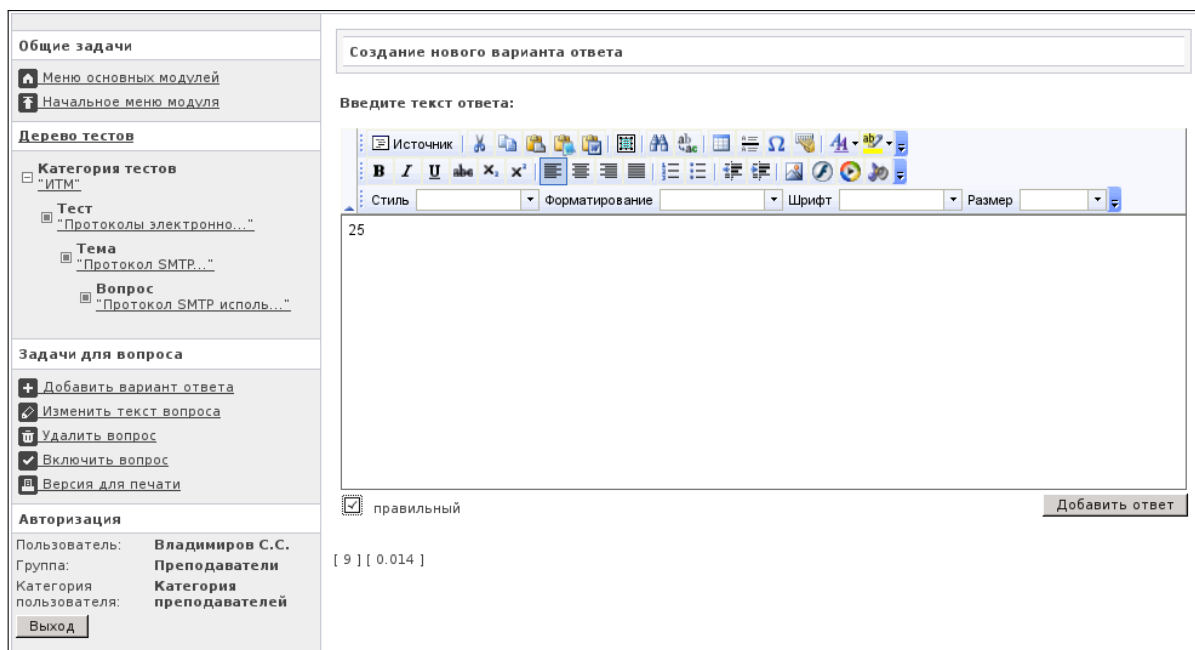 Общие задачи
Меню основных модулей
Начальное меню модуля
Дерево тестов
Категория тестов
"ИТМ"
Тест
"Протоколы электронно..."
Тема
"Протокол SMTP..."
Вопрос
"Протокол SMTP исполь..."
Задачи для вопроса
Добавить вариант ответа
Изменить текст вопроса
Удалить вопрос
Включить вопрос
Версия для печати
Авторизация
Пользователь: Владимиров С.С.
Группа: Преподаватели
Категория пользователя: Категория преподавателей
Выход
Создание нового варианта ответа
Введите текст ответа:
Источник
Стиль Форматирование Шрифт Размер
25
правильный
Добавить ответ
[ 9 ] [ 0.014 ]